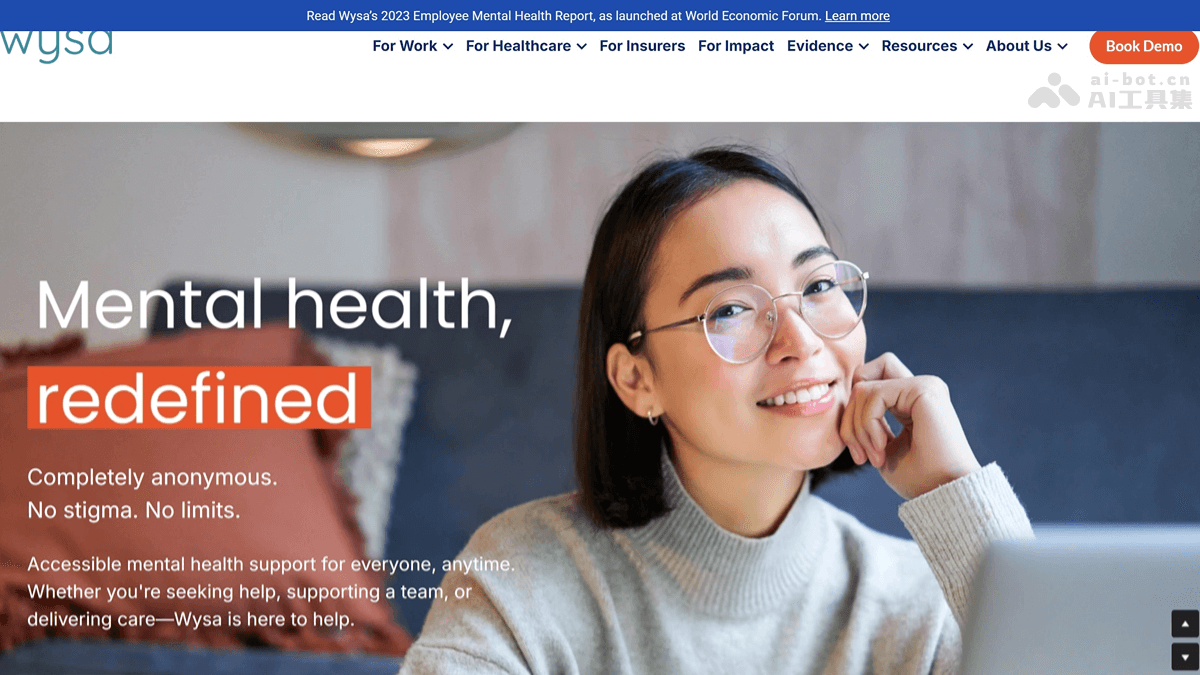 Read Wysa’s 2023 Employee Mental Health Report, as launched at World Economic Forum. Learn more
wysa
For Work For Healthcare For Insurers For Impact Evidence Resources About Us Book Demo
ai-bot.cn
AI工具集
Mental health,
redefined
Completely anonymous.
No stigma. No limits.
Accessible mental health support for everyone, anytime.
Whether you're seeking help, supporting a team, or
delivering care—Wysa is here to help.